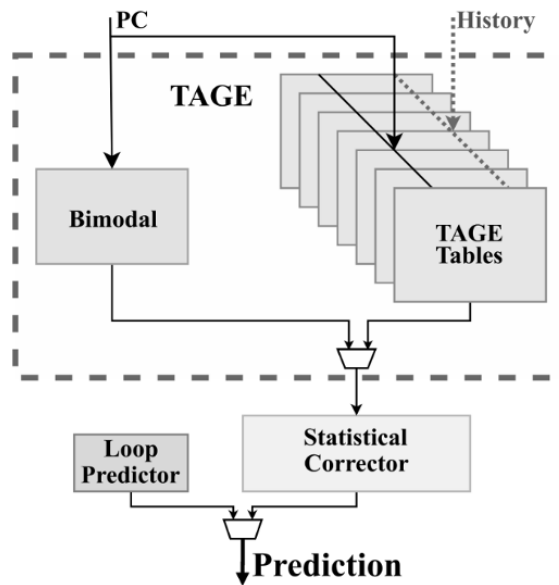 PC
History
TAGE
Bimodal
TAGE
Tables
Loop
Predictor
Statistical
Corrector
Prediction